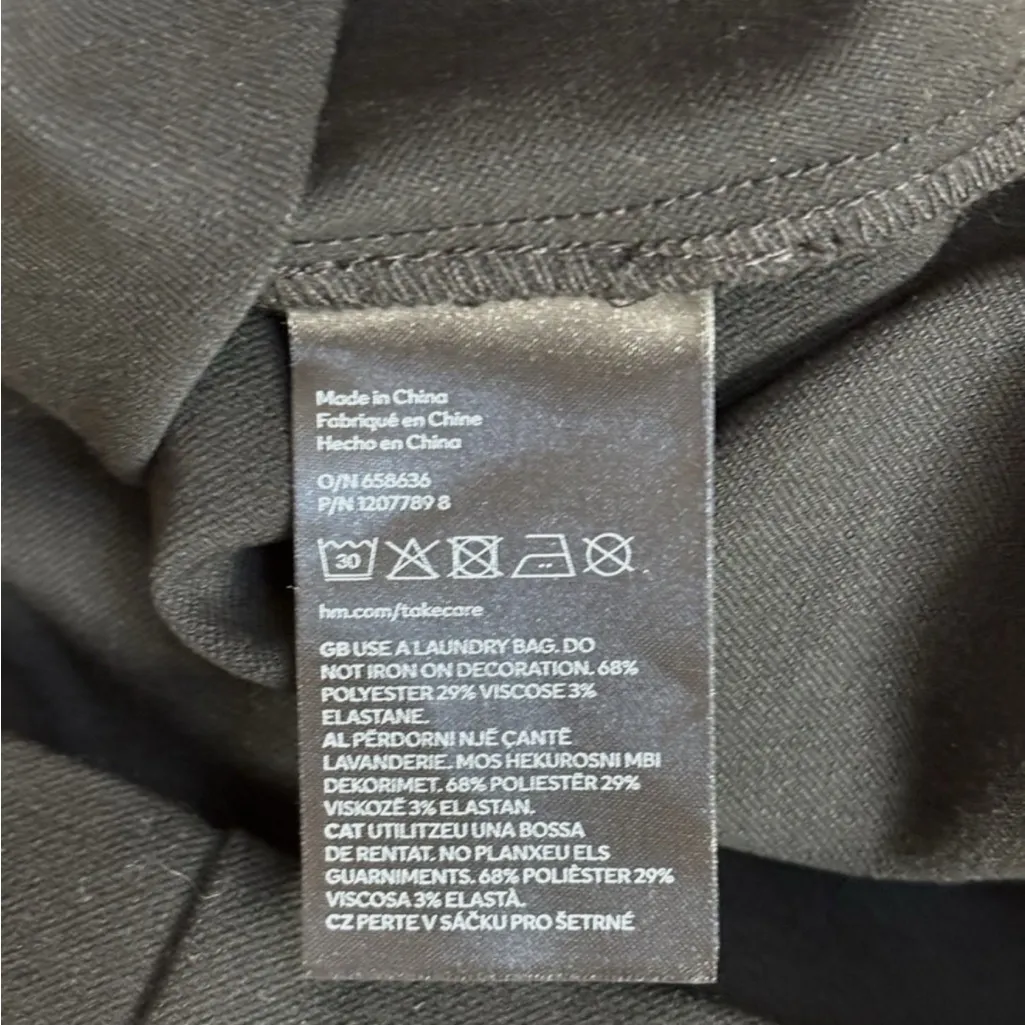 Made in China
Fabriqué en Chine
Hecho en China
O/N 658636
P/N 1207789 8
30
hm.com/takecare
GB USE A LAUNDRY BAG. DO
NOT IRON ON DECORATION. 68%
POLYESTER 29% VISCOSE 3%
ELASTANE.
AL PËRDORNI NJË ÇANTË
LAVANDERIE. MOS HEKUROSNI MBI
DEKORIMET. 68% POLIESTËR 29%
VISKOZË 3% ELASTAN.
CAT UTILITZEU UNA BOSSA
DE RENTAT. NO PLANXEU ELS
GUARNIMENTS. 68% POLIÈSTER 29%
VISCOSA 3% ELASTÀ.
CZ PERTE V SÁČKU PRO ŠETRNÉ